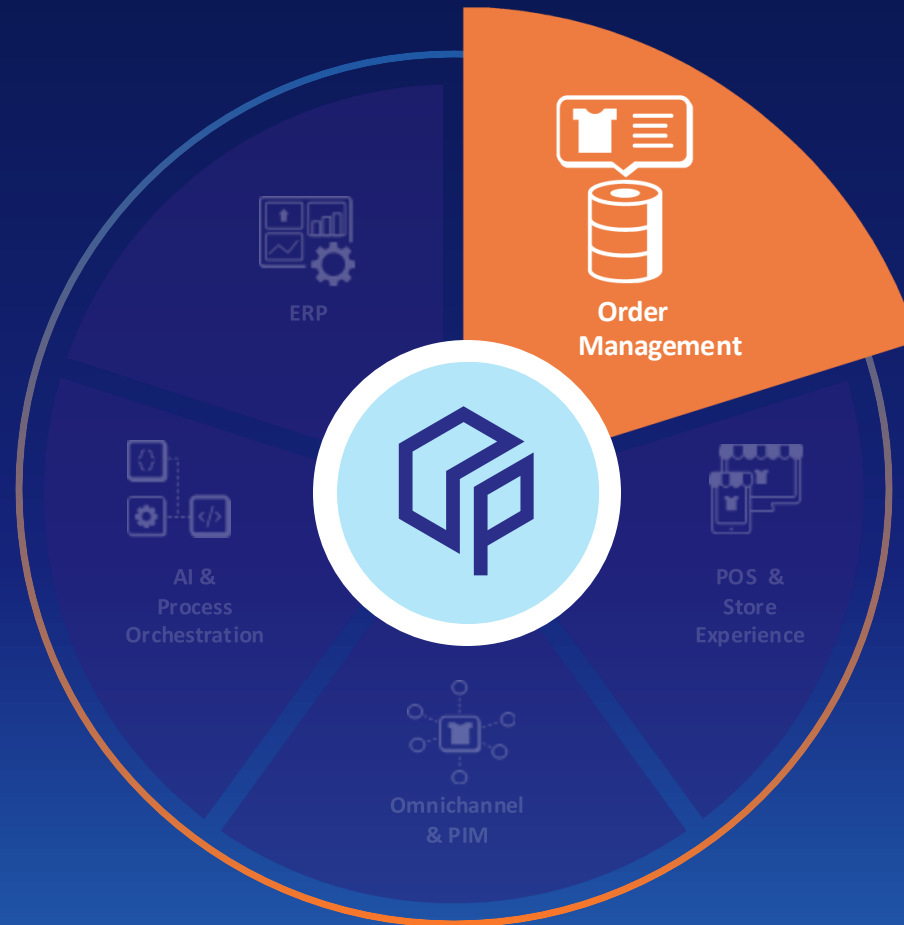 Order
Management
ERP
AI &
Process
Orchestration
POS &
Store
Experience
Omnichannel
& PIM